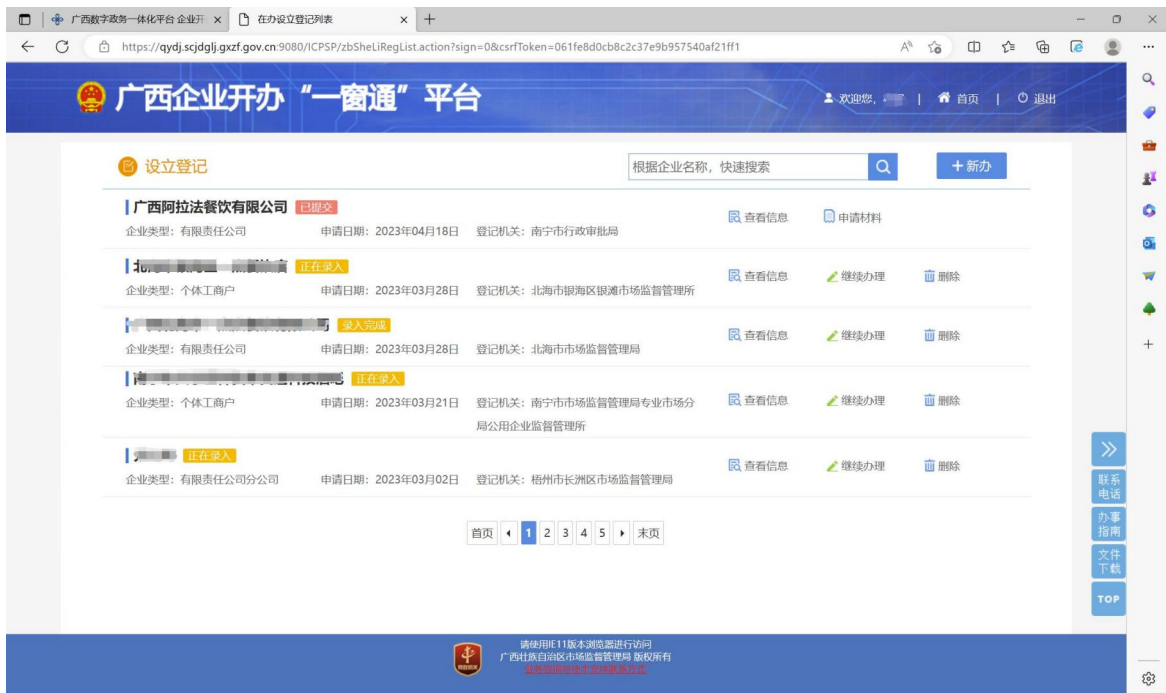 广西数字政务一体化平台 企业开
在办设立登记列表
https://qydj.scjdglj.gxzf.gov.cn:9080/ICPSP/zbSheLiRegList.action?sign=0&csrfToken=061fe8d0cb8c2c37e9b957540af21ff1
广西企业开办“一窗通”平台
欢迎您, | 首页 | 退出
设立登记 根据企业名称，快速搜索 +新办
广西阿拉法餐饮有限公司 已提交
企业类型：有限责任公司 申请日期：2023年04月18日 登记机关：南宁市行政审批局 查看信息 申请材料
正在录入
企业类型：个体工商户 申请日期：2023年03月28日 登记机关：北海市银海区银滩市场监督管理所 查看信息 继续办理 删除
录入完成
企业类型：有限责任公司 申请日期：2023年03月28日 登记机关：北海市市场监督管理局 查看信息 继续办理 删除
正在录入
企业类型：个体工商户 申请日期：2023年03月21日 登记机关：南宁市市场监督管理局专业市场分 查看信息 继续办理 删除
局公用企业监督管理所
正在录入
企业类型：有限责任公司分公司 申请日期：2023年03月02日 登记机关：梧州市长洲区市场监督管理局 查看信息 继续办理 删除
首页 1 2 3 4 5 末页
联系
电话
办事
指南
文件
下载
TOP
请使用IE11版本浏览器进行访问
广西壮族自治区市场监督管理局 版权所有